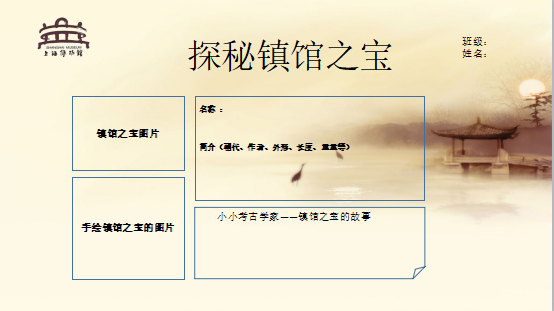 SHANGHAI MUSEUM
上海博物館
探秘镇馆之宝
班级：
姓名：
镇馆之宝图片
名称：
简介（朝代、作者、外形、长度、重量等）
手绘镇馆之宝的图片
小小考古学家——镇馆之宝的故事